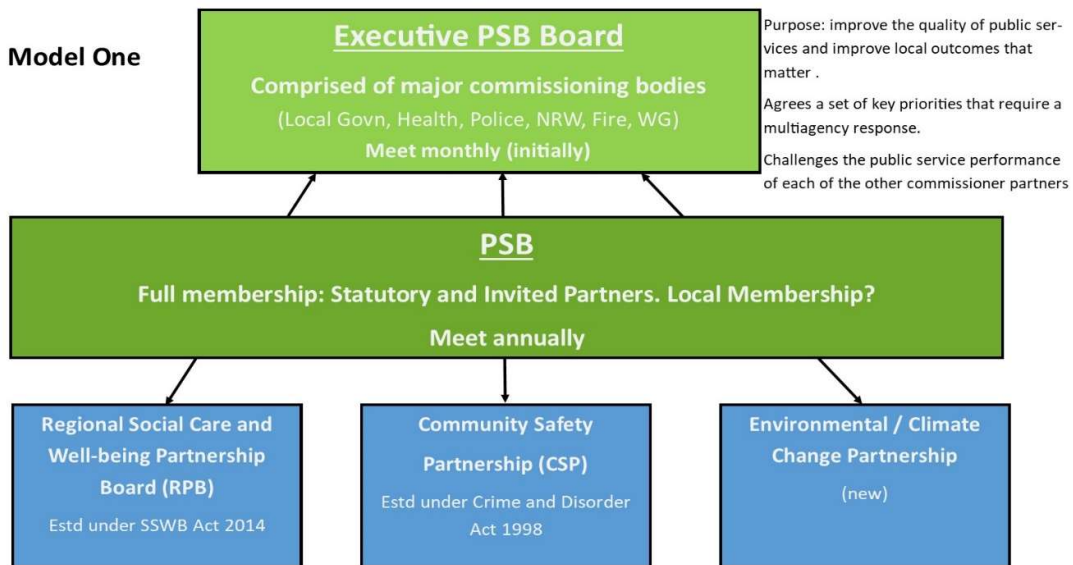 Model One
Executive PSB Board
Comprised of major commissioning bodies
(Local Govn, Health, Police, NRW, Fire, WG)
Meet monthly (initially)
Purpose: improve the quality of public ser-
vices and improve local outcomes that
matter .
Agrees a set of key priorities that require a
multiagency response.
Challenges the public service performance
of each of the other commissioner partners
PSB
Full membership: Statutory and Invited Partners. Local Membership?
Meet annually
Regional Social Care and
Well-being Partnership
Board (RPB)
Estd under SSWB Act 2014
Community Safety
Partnership (CSP)
Estd under Crime and Disorder
Act 1998
Environmental / Climate
Change Partnership
(new)